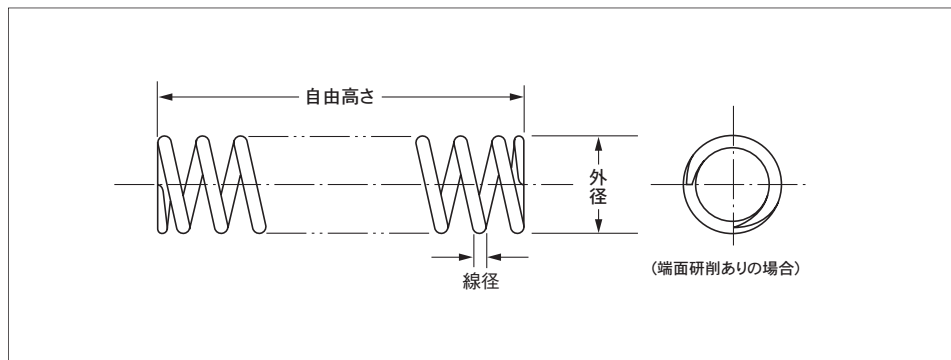 自由高さ
外径
線径
（端面研削ありの場合）